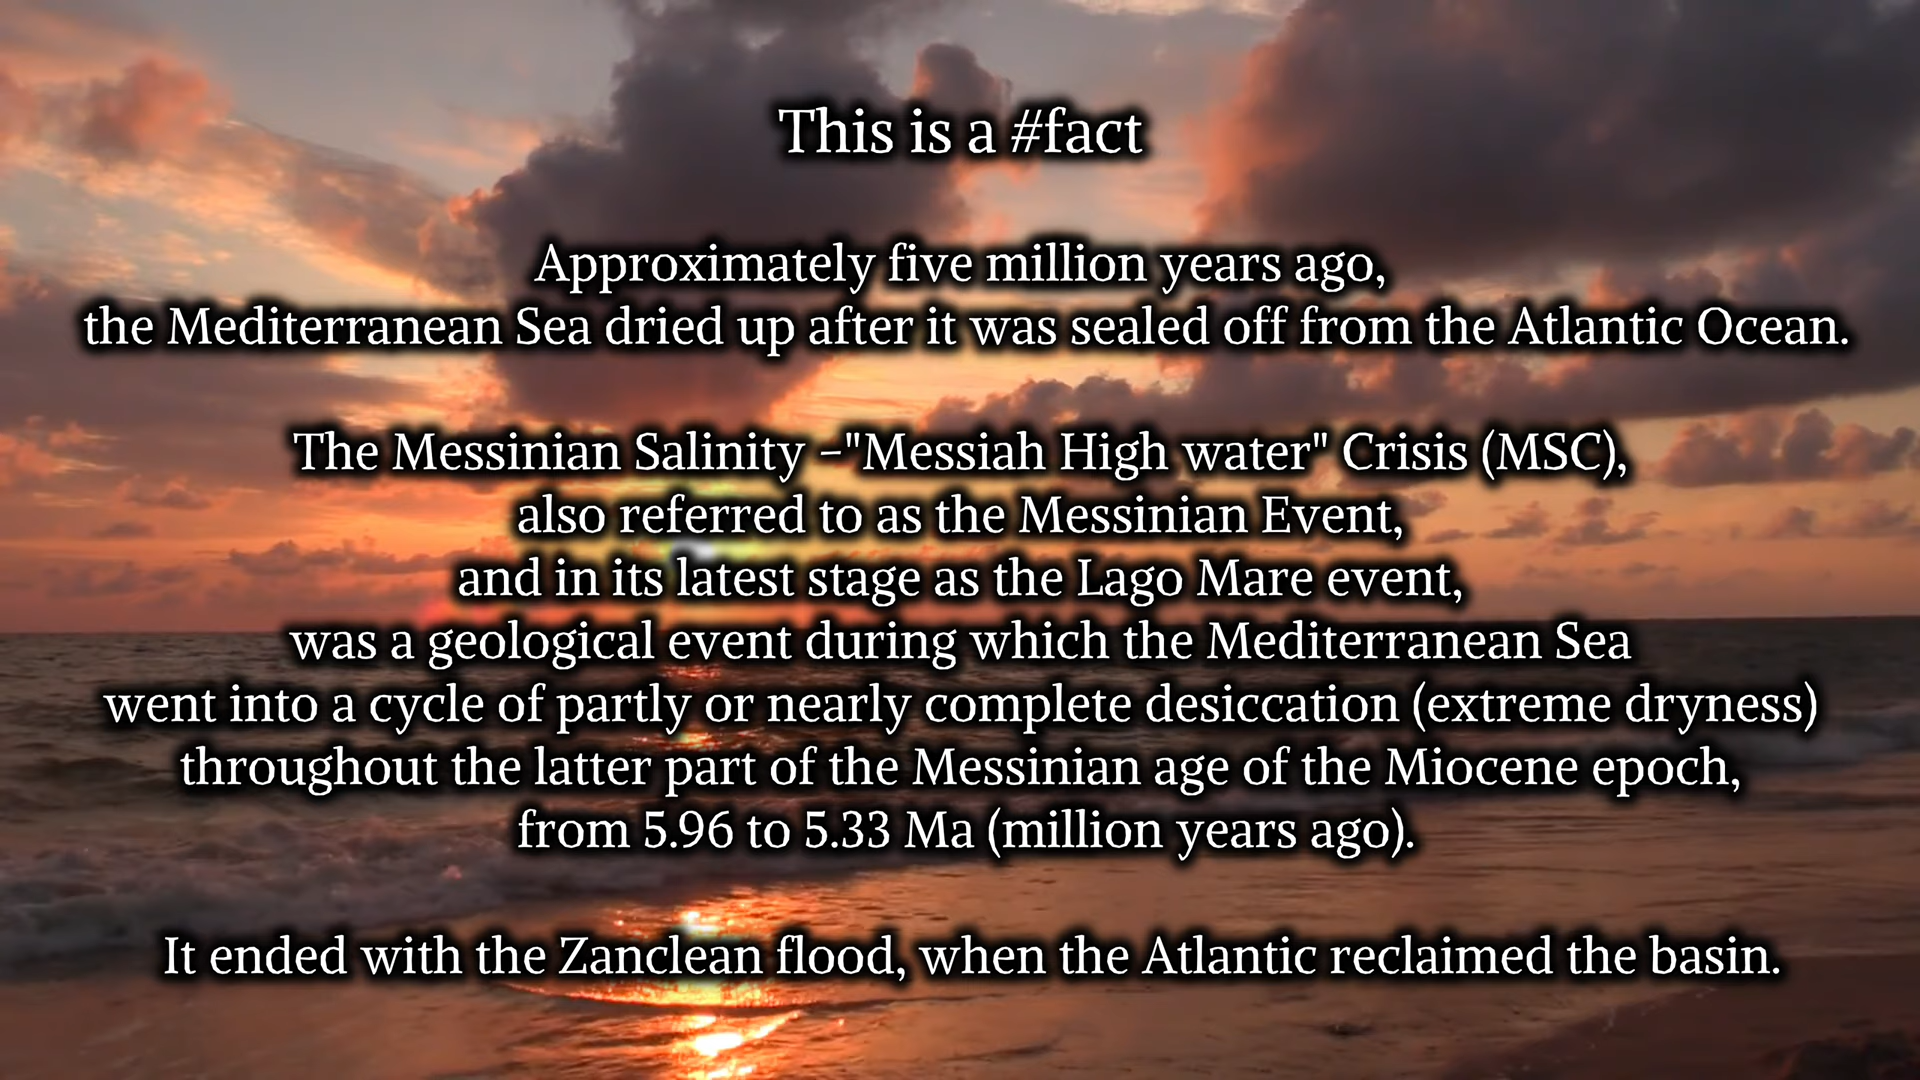 This is a #fact
Approximately five million years ago,
the Mediterranean Sea dried up after it was sealed off from the Atlantic Ocean.
The Messinian Salinity -"Messiah High water" Crisis (MSC),
also referred to as the Messinian Event,
and in its latest stage as the Lago Mare event,
was a geological event during which the Mediterranean Sea
went into a cycle of partly or nearly complete desiccation (extreme dryness)
throughout the latter part of the Messinian age of the Miocene epoch,
from 5.96 to 5.33 Ma (million years ago).
It ended with the Zanclean flood, when the Atlantic reclaimed the basin.